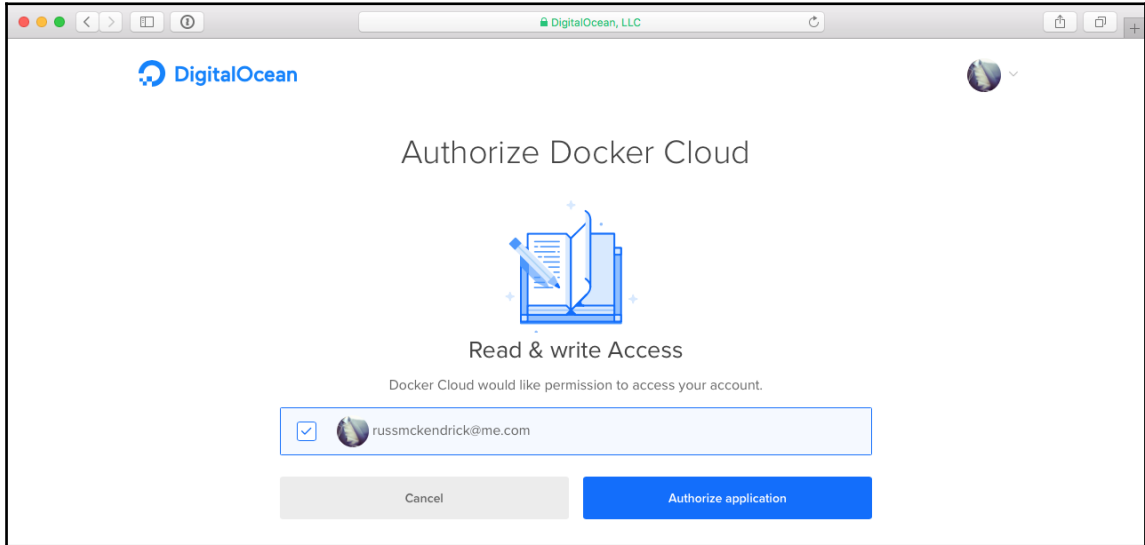 DigitalOcean, LLC
DigitalOcean
Authorize Docker Cloud
Read & write Access
Docker Cloud would like permission to access your account.
russmckendrick@me.com
Cancel
Authorize application